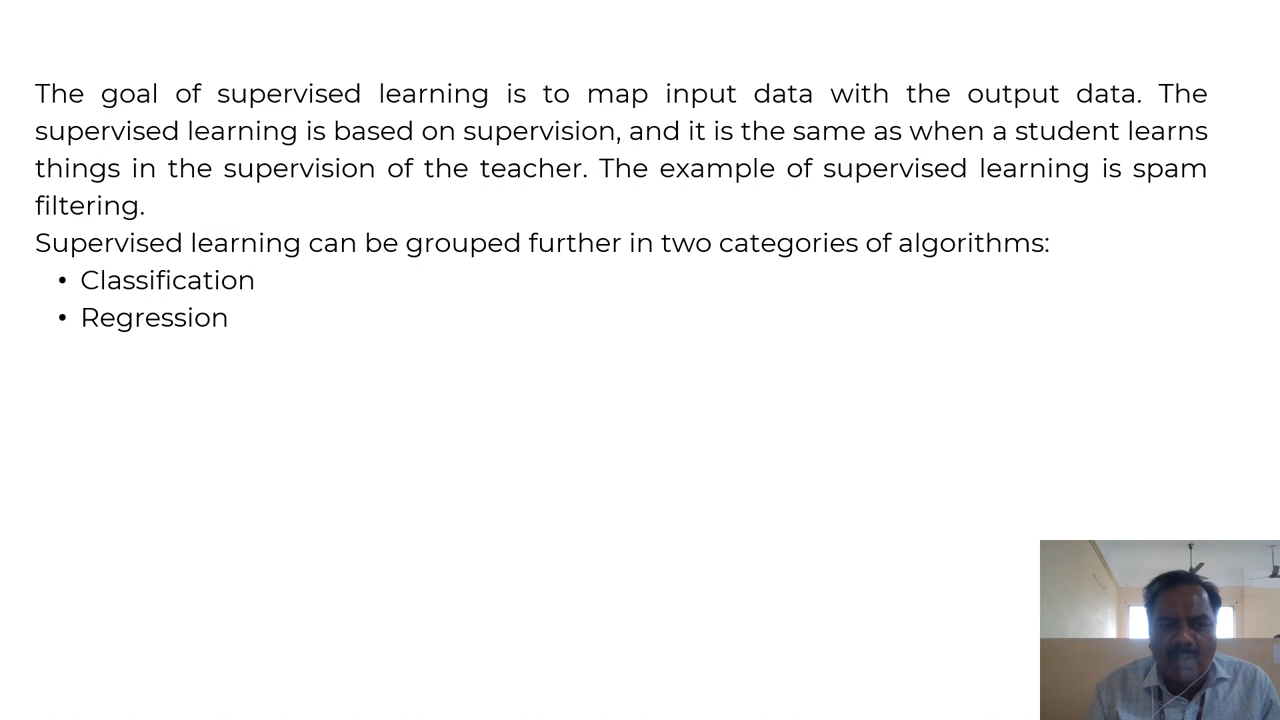 The goal of supervised learning is to map input data with the output data. The
supervised learning is based on supervision, and it is the same as when a student learns
things in the supervision of the teacher. The example of supervised learning is spam
filtering.
Supervised learning can be grouped further in two categories of algorithms:
• Classification
• Regression